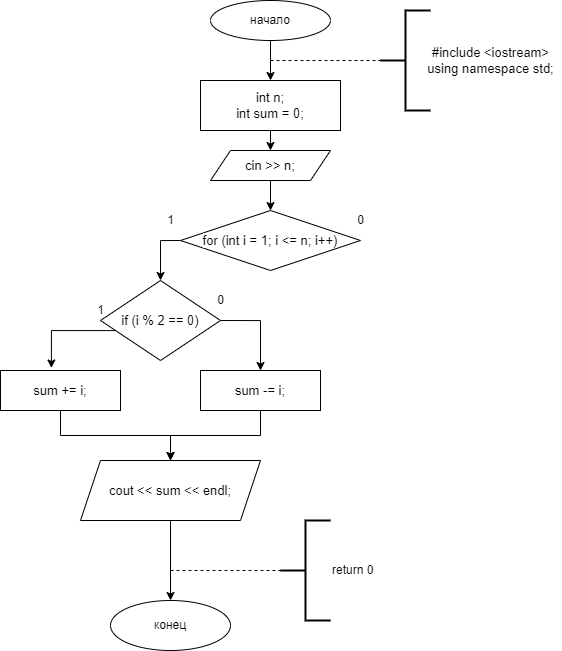 начало
#include <iostream>
using namespace std;
int n;
int sum = 0;
cin >> n;
1
0
for (int i = 1; i <= n; i++)
1
0
if (i % 2 == 0)
sum += i;
sum -= i;
cout << sum << endl;
return 0
конец